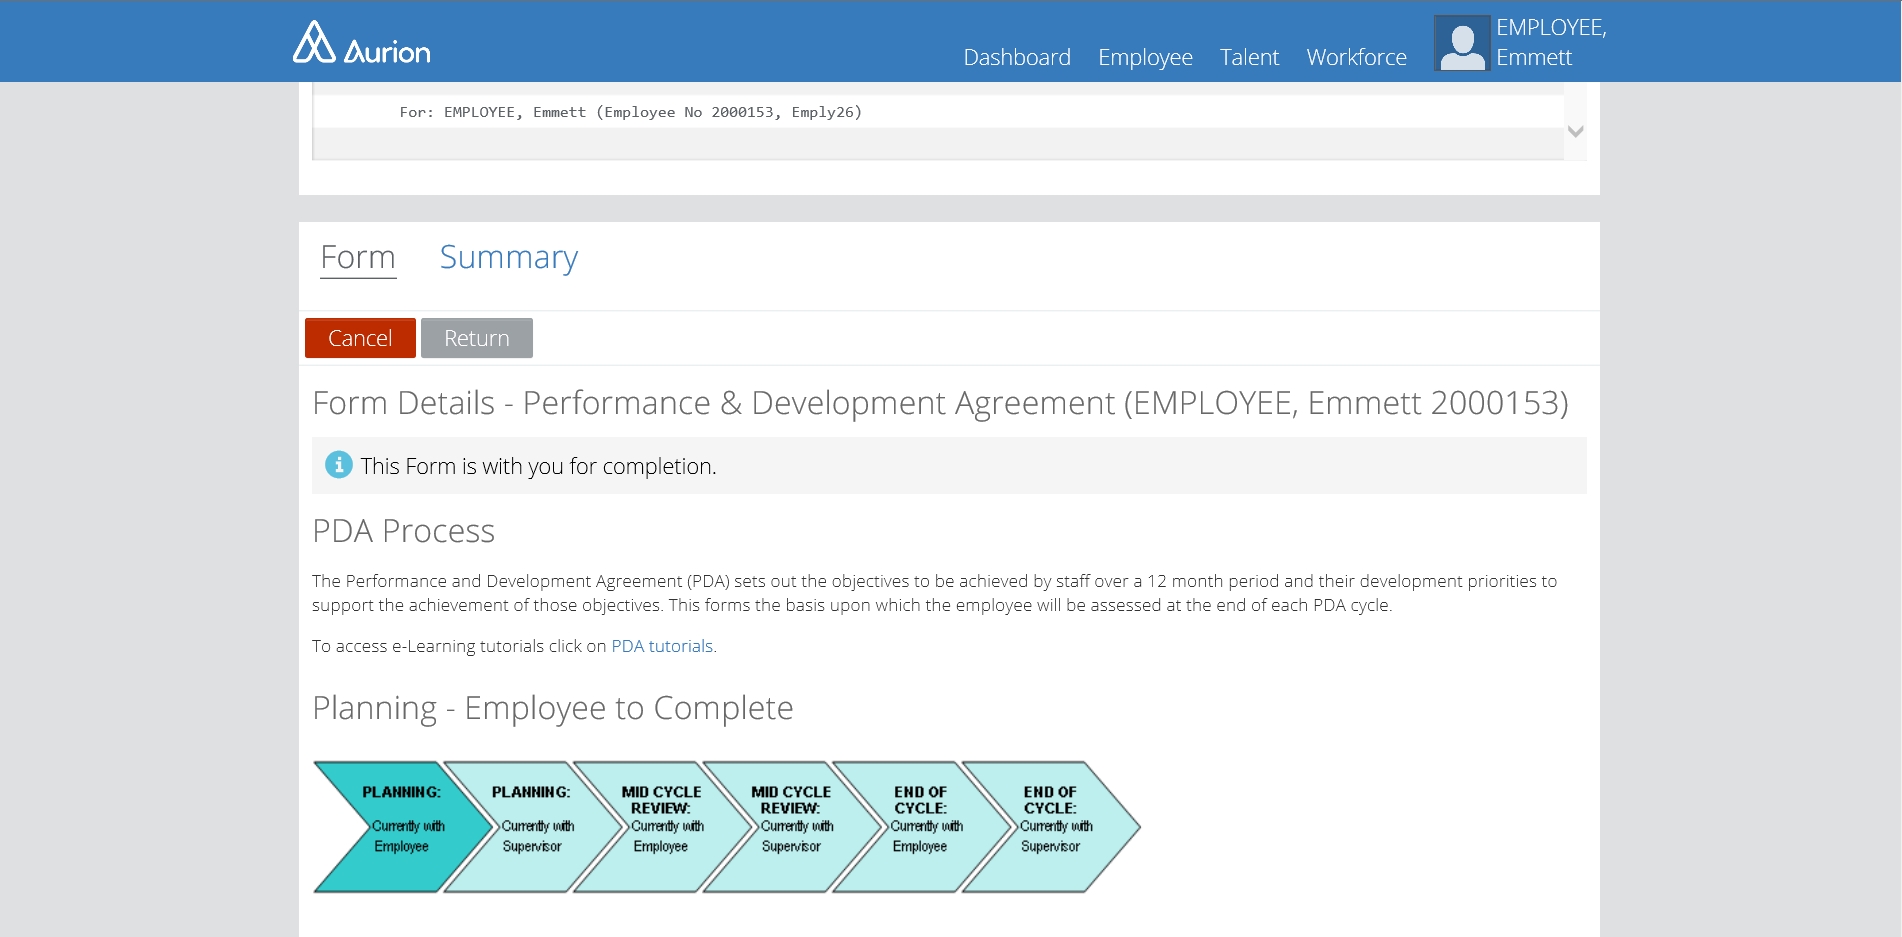 Aurion
Dashboard Employee Talent Workforce
EMPLOYEE,
Emmett
For: EMPLOYEE, Emmett (Employee No 2000153, Emply26)
Form Summary
Cancel Return
Form Details - Performance & Development Agreement (EMPLOYEE, Emmett 2000153)
This Form is with you for completion.
PDA Process
The Performance and Development Agreement (PDA) sets out the objectives to be achieved by staff over a 12 month period and their development priorities to
support the achievement of those objectives. This forms the basis upon which the employee will be assessed at the end of each PDA cycle.
To access e-Learning tutorials click on PDA tutorials.
Planning - Employee to Complete
PLANNING:
Currently with
Employee
PLANNING:
Currently with
Supervisor
MID CYCLE
REVIEW:
Currently with
Employee
MID CYCLE
REVIEW:
Currently with
Supervisor
END OF
CYCLE:
Currently with
Employee
END OF
CYCLE:
Currently with
Supervisor